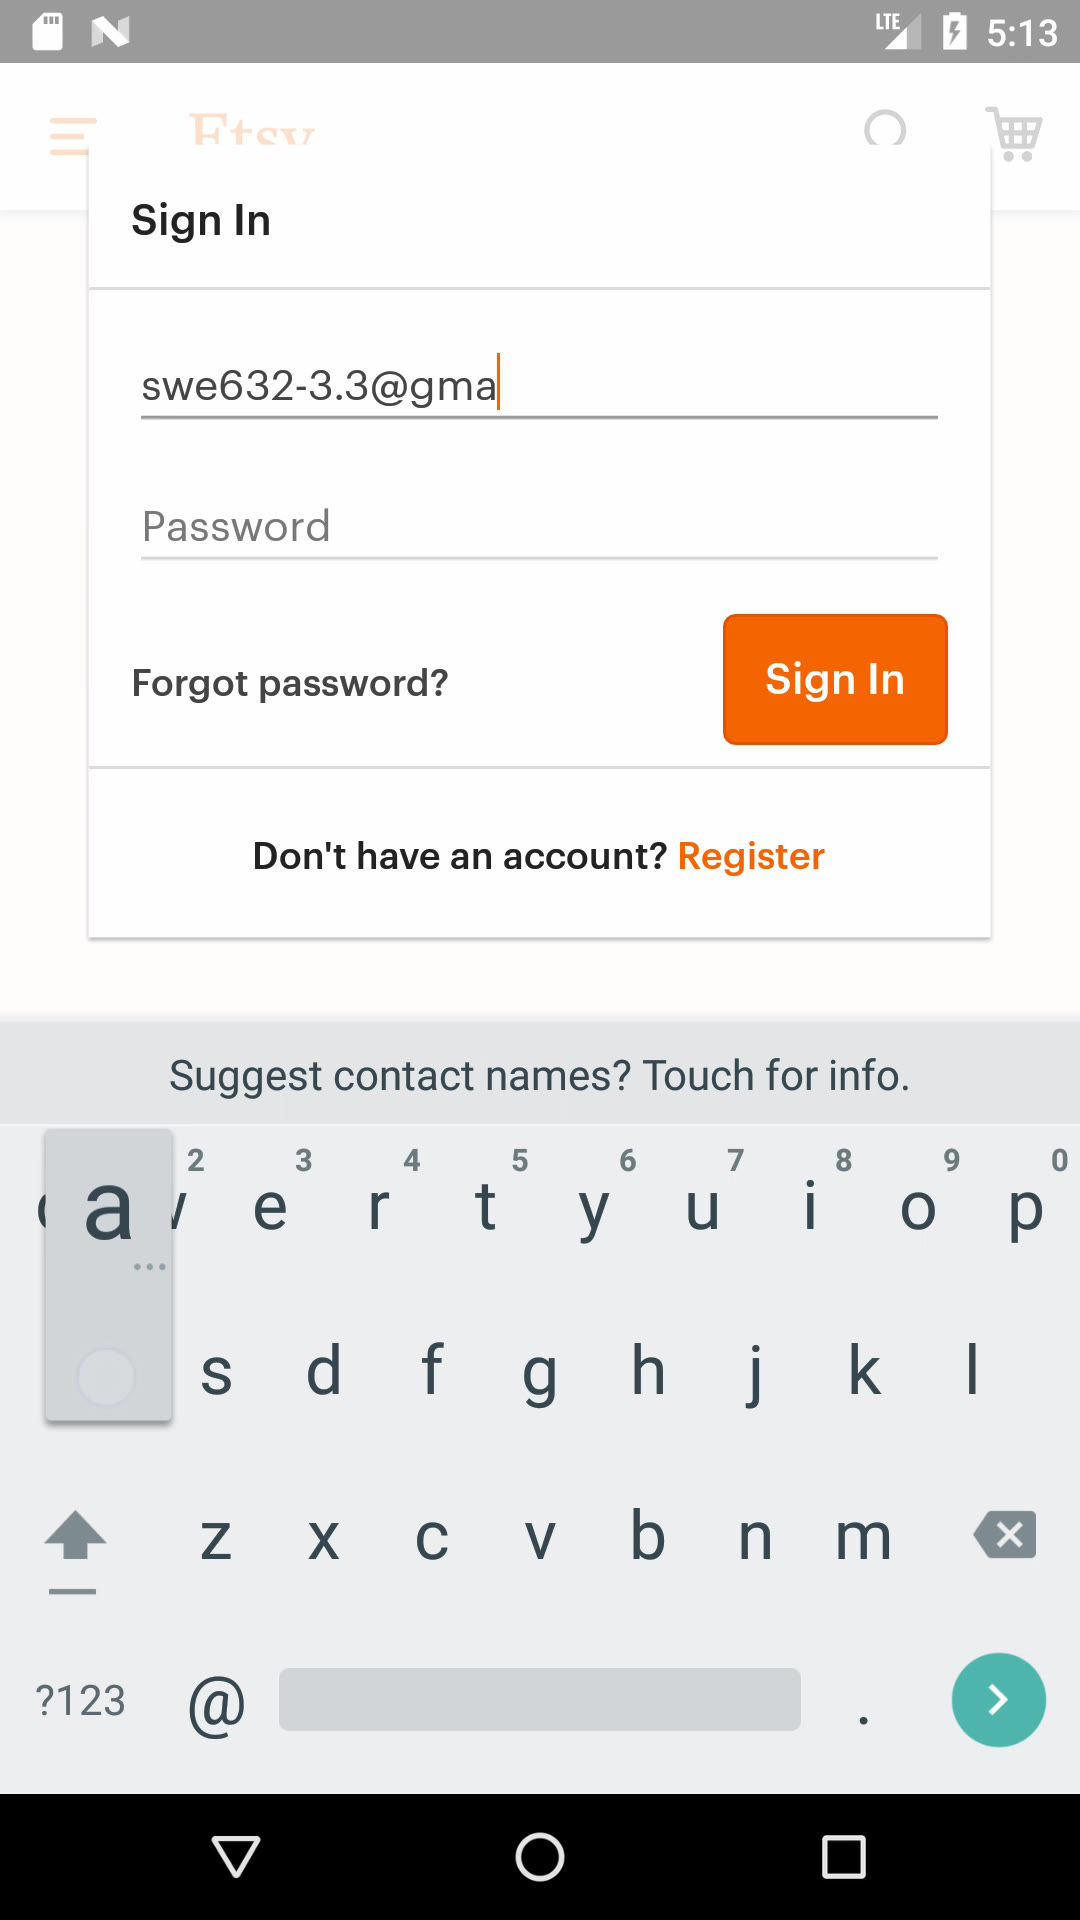 LTE 5:13
Etsy
Sign In
swe632-3.3@gma
Password
Forgot password? Sign In
Don't have an account? Register
Suggest contact names? Touch for info.
2 3 4 5 6 7 8 9 0
a e r t y u i o p
s d f g h j k l
z x c v b n m
?123 @ .